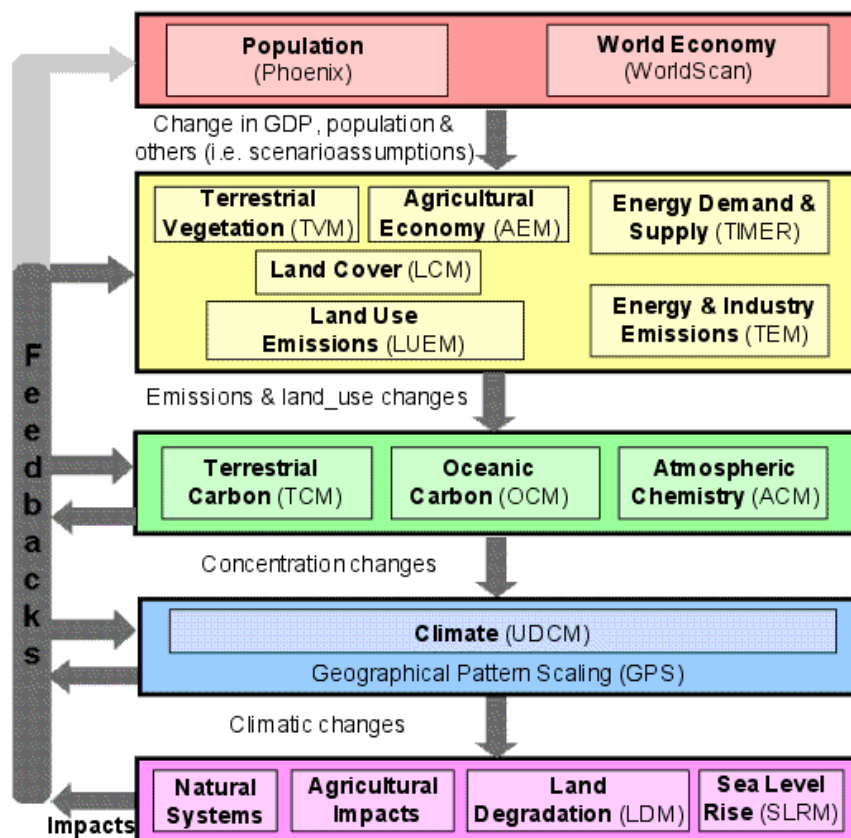 Population
(Phoenix)
World Economy
(WorldScan)
Change in GDP, population &
others (i.e. scenarioassumptions)
Terrestrial
Vegetation (TVM)
Agricultural
Economy (AEM)
Energy Demand &
Supply (TIMER)
Land Cover (LCM)
Land Use
Emissions (LUEM)
Energy & Industry
Emissions (TEM)
Emissions & land_use changes
Terrestrial
Carbon (TCM)
Oceanic
Carbon (OCM)
Atmospheric
Chemistry (ACM)
Concentration changes
Climate (UDCM)
Geographical Pattern Scaling (GPS)
Climatic changes
Natural
Systems
Agricultural
Impacts
Land
Degradation (LDM)
Sea Level
Rise (SLRM)
Impacts
Feedbacks